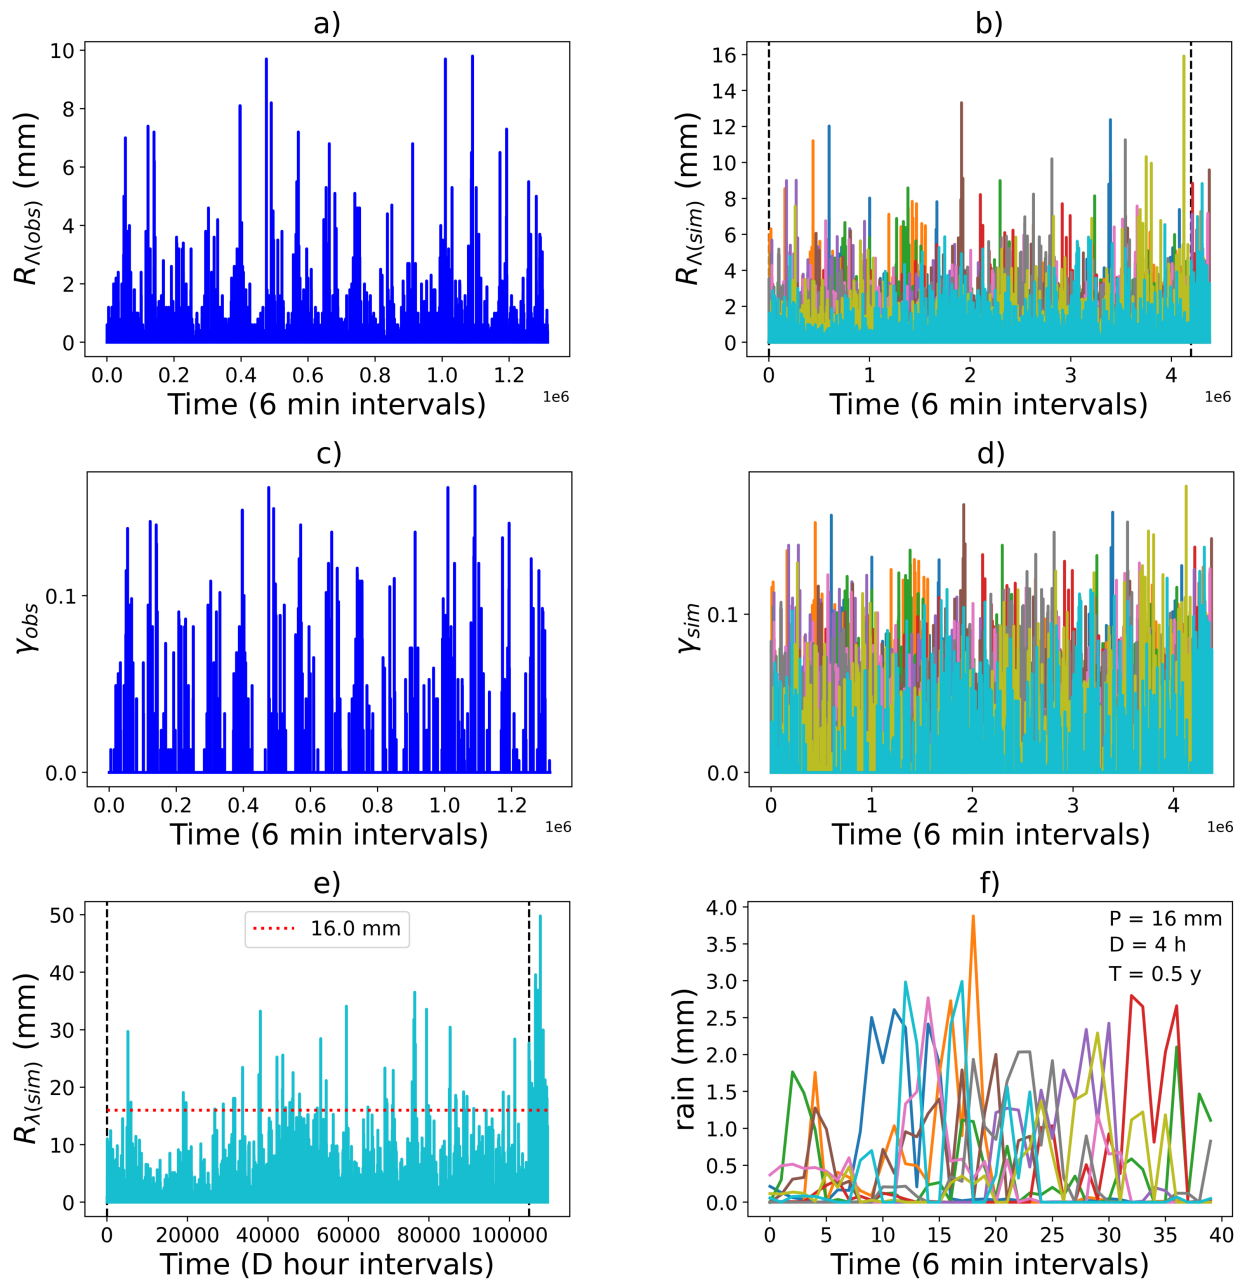 a)
10
8
6
4
2
0
R_Λ(obs) (mm)
0.0 0.2 0.4 0.6 0.8 1.0 1.2
1e6
Time (6 min intervals)
b)
16
14
12
10
8
6
4
2
0
R_Λ(sim) (mm)
0 1 2 3 4
1e6
Time (6 min intervals)
c)
0.1
0.0
γ_obs
0.0 0.2 0.4 0.6 0.8 1.0 1.2
1e6
Time (6 min intervals)
d)
0.1
0.0
γ_sim
0 1 2 3 4
1e6
Time (6 min intervals)
e)
50
40
30
20
10
0
R_λ(sim) (mm)
16.0 mm
0 20000 40000 60000 80000 100000
Time (D hour intervals)
f)
4.0
3.5
3.0
2.5
2.0
1.5
1.0
0.5
0.0
rain (mm)
P = 16 mm
D = 4 h
T = 0.5 y
0 5 10 15 20 25 30 35 40
Time (6 min intervals)